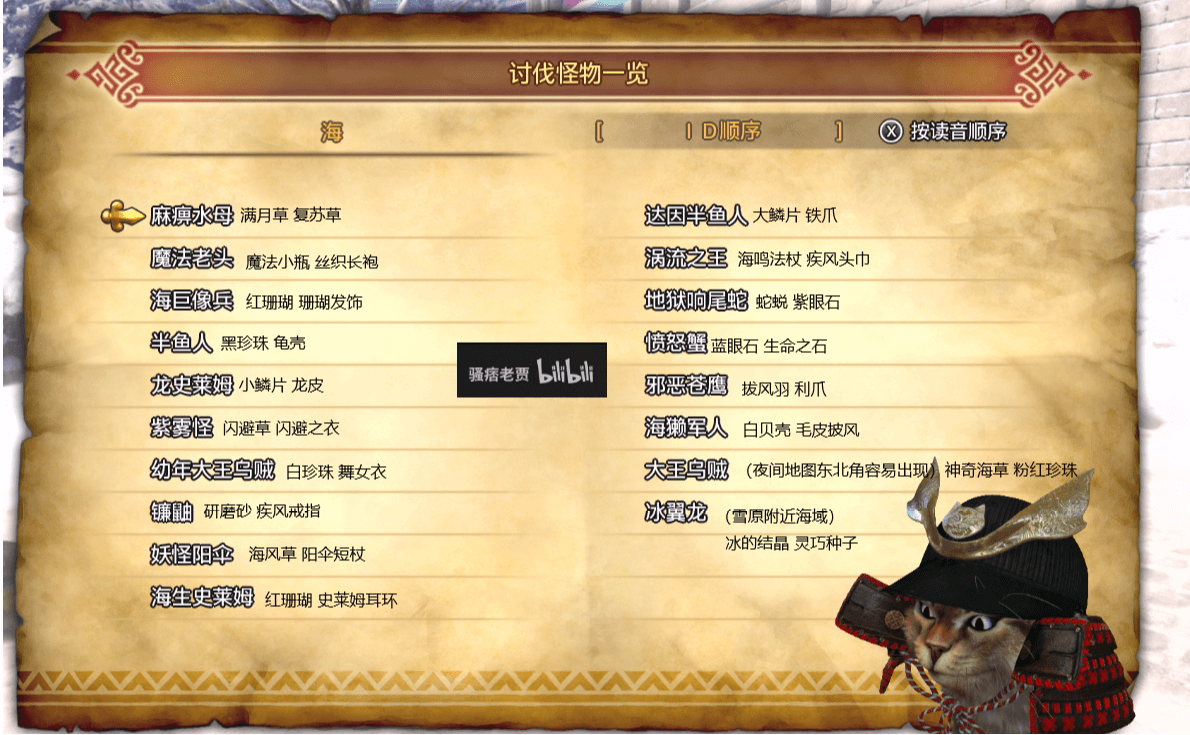 讨伐怪物一览
海
[ ID顺序 ] Ⓧ 按读音顺序
麻痹水母 满月草 复苏草
魔法老头 魔法小瓶 丝织长袍
海巨像兵 红珊瑚 珊瑚发饰
半鱼人 黑珍珠 龟壳
龙史莱姆 小鳞片 龙皮
紫雾怪 闪避草 闪避之衣
幼年大王乌贼 白珍珠 舞女衣
镰鼬 研磨砂 疾风戒指
妖怪阳伞 海风草 阳伞短杖
海生史莱姆 红珊瑚 史莱姆耳环
达因半鱼人 大鳞片 铁爪
涡流之王 海鸣法杖 疾风头巾
地狱响尾蛇 蛇蜕 紫眼石
愤怒蟹 蓝眼石 生命之石
邪恶苍鹰 拔风羽 利爪
海獭军人 白贝壳 毛皮披风
大王乌贼 （夜间地图东北角容易出现）神奇海草 粉红珍珠
冰翼龙 （雪原附近海域）
冰的结晶 灵巧种子
骚痞老贾 bilibili